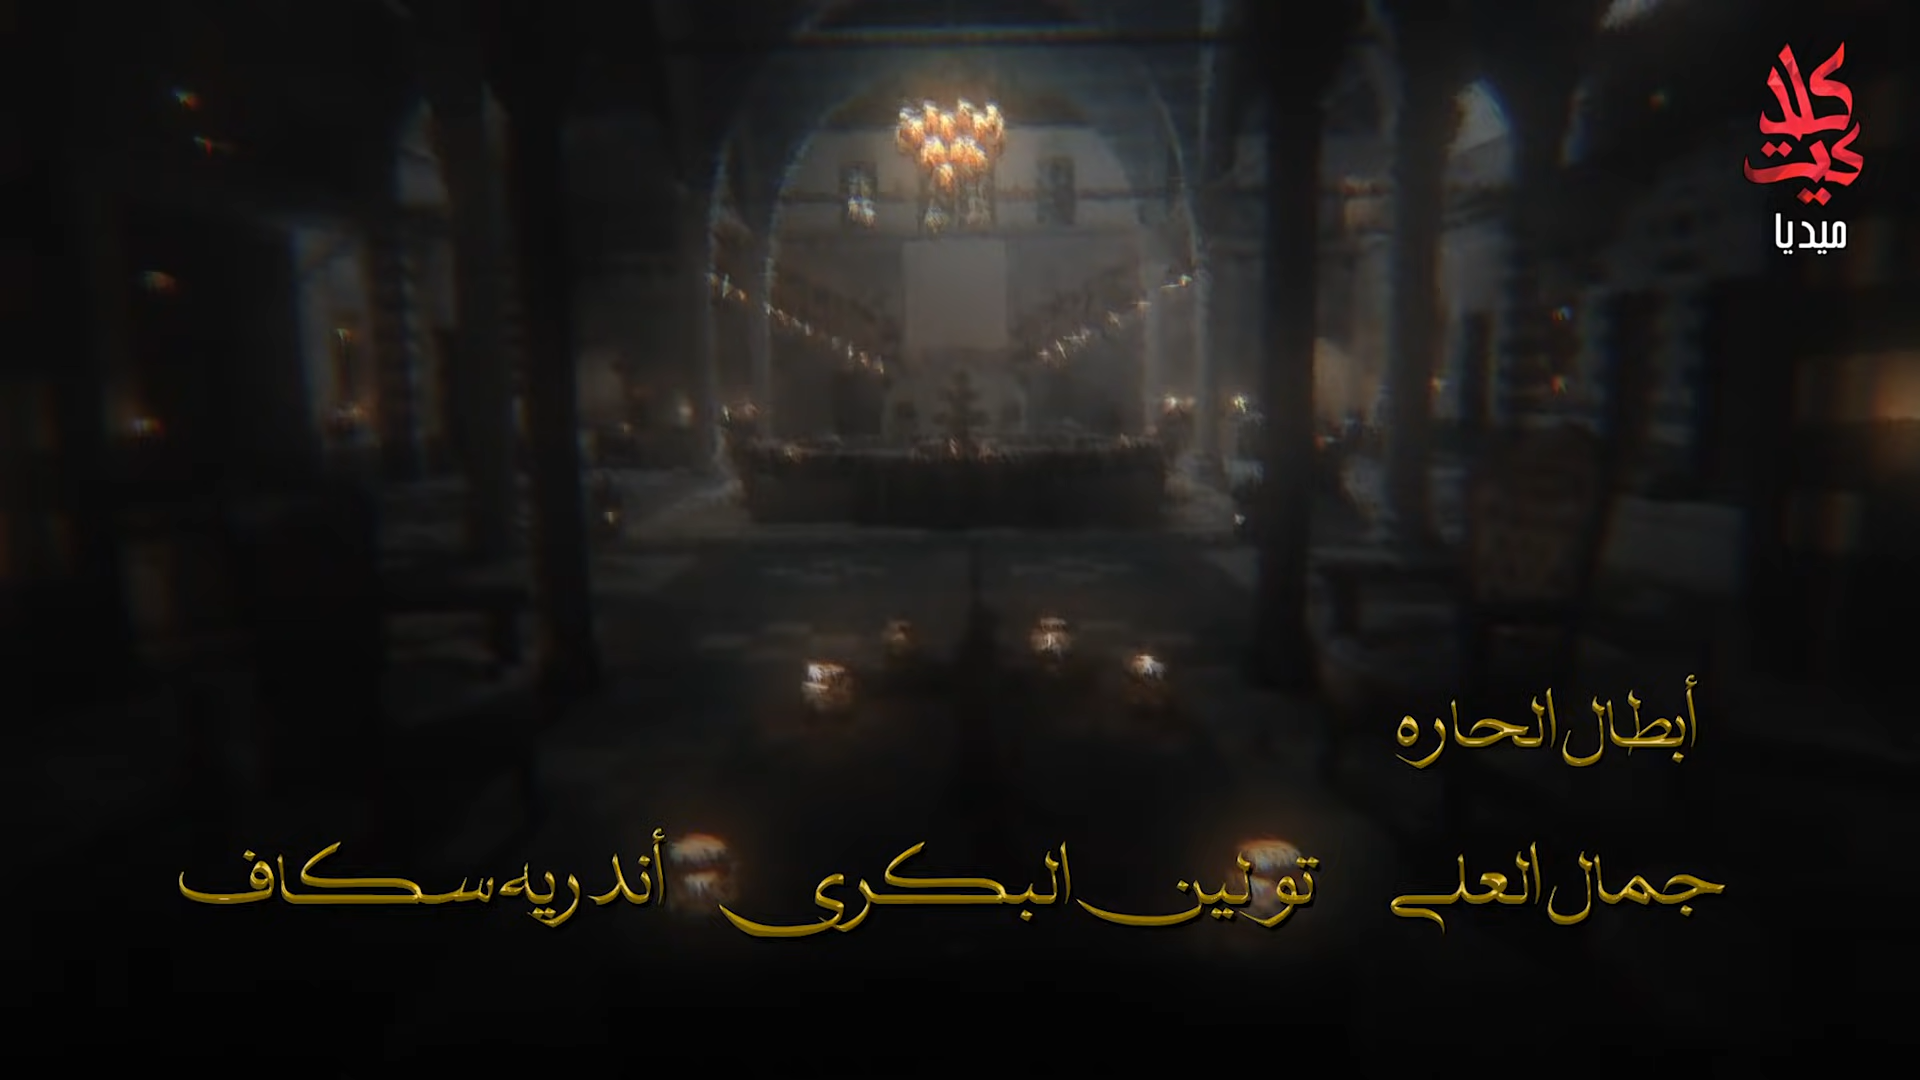 كلاكيت
ميديا
أبطال الحاره
جمال العلي تولين البكري أندريه سكاف